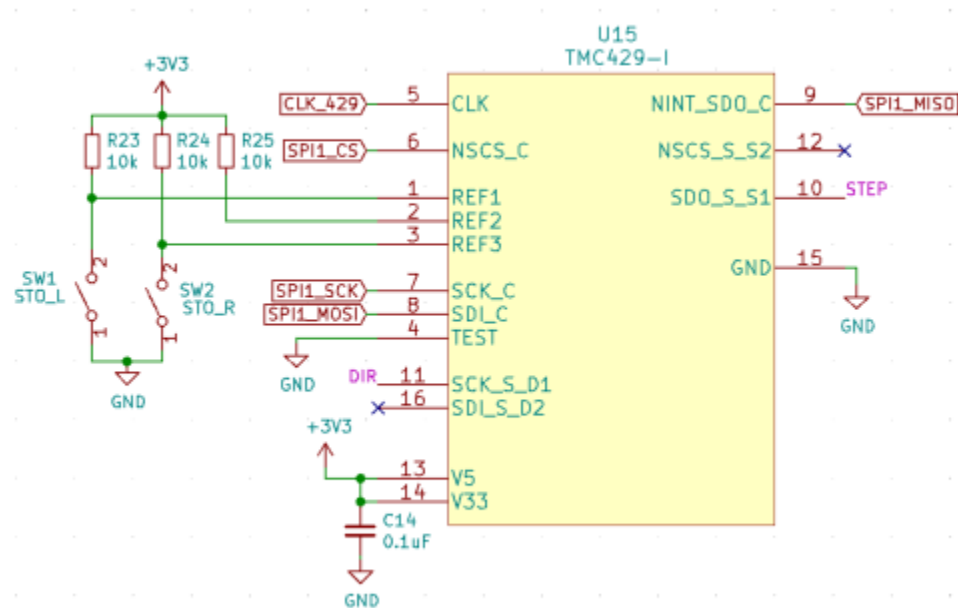 U15
TMC429-I
+3V3
R23
10k
R24
10k
R25
10k
CLK_429
5
CLK
NINT_SDO_C
9
SPI1_MISO
SPI1_CS
6
NSCS_C
NSCS_S_S2
12
1
REF1
SDO_S_S1
10
STEP
2
REF2
3
REF3
SW1
STO_L
2
1
SW2
STO_R
2
1
GND
GND
15
GND
SPI1_SCK
7
SCK_C
SPI1_MOSI
8
SDI_C
4
TEST
GND
DIR
11
SCK_S_D1
16
SDI_S_D2
+3V3
13
V5
14
V33
C14
0.1uF
GND